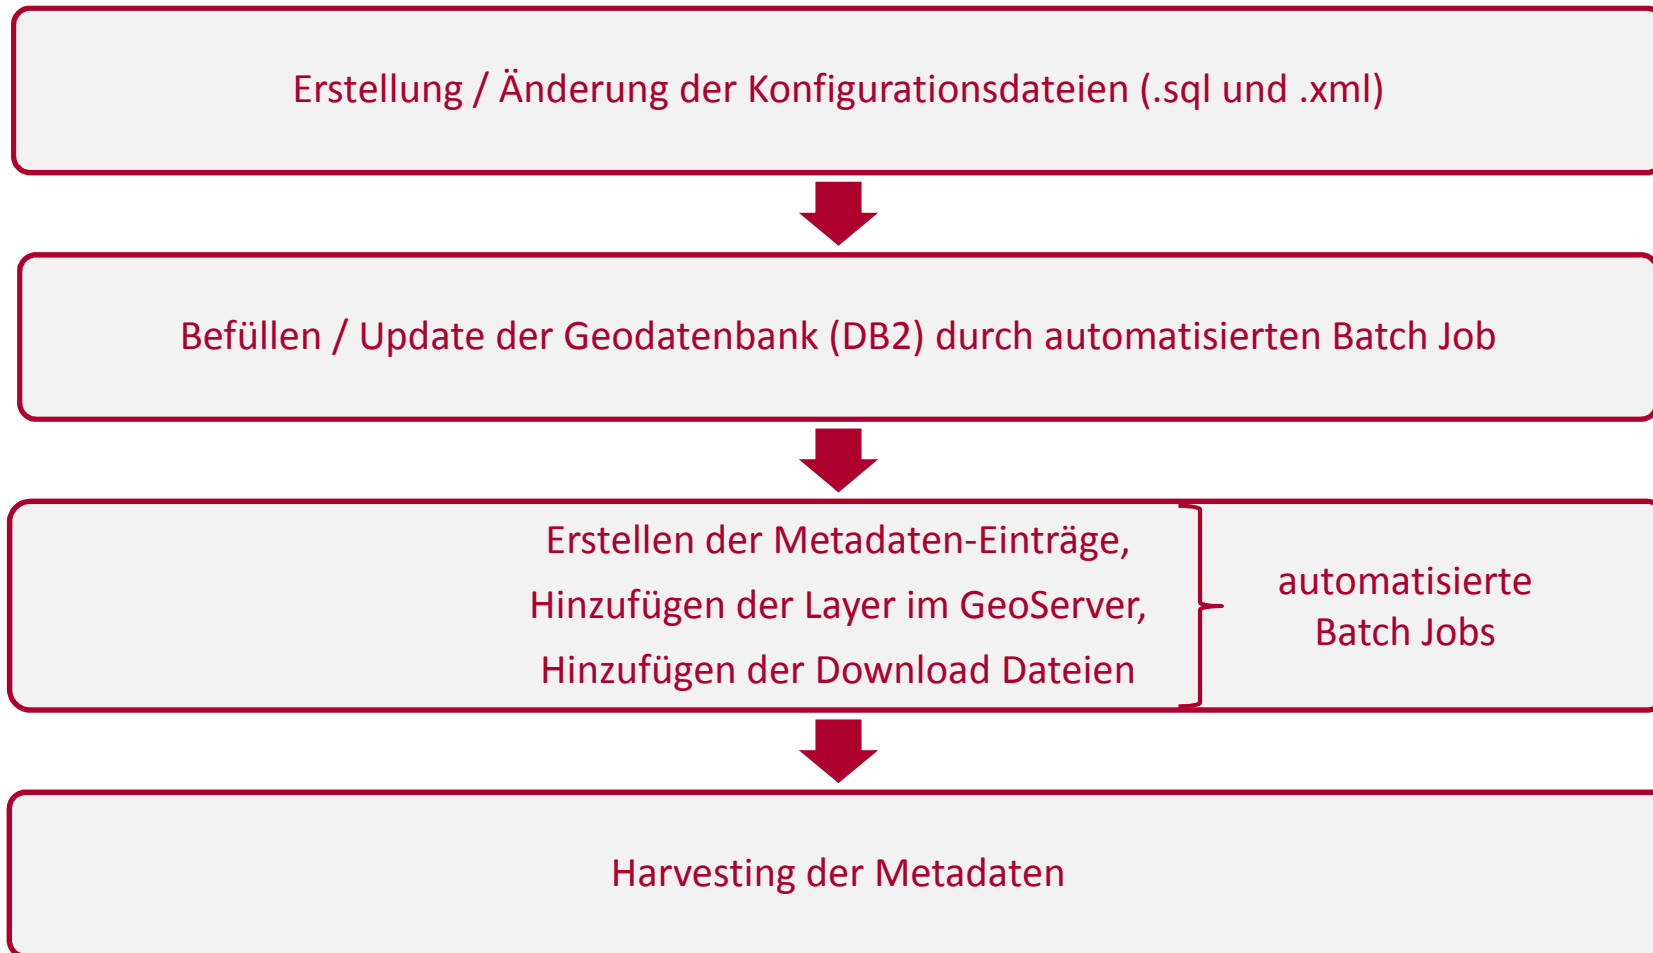 Erstellung / Änderung der Konfigurationsdateien (.sql und .xml)
Befüllen / Update der Geodatenbank (DB2) durch automatisierten Batch Job
Erstellen der Metadaten-Einträge,
Hinzufügen der Layer im GeoServer,
Hinzufügen der Download Dateien
automatisierte
Batch Jobs
Harvesting der Metadaten